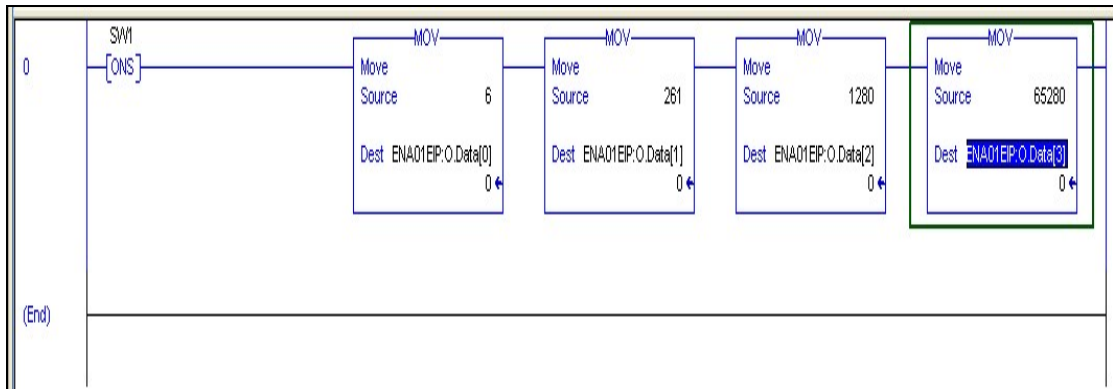 0
SW1
ONS
MOV
Move
Source 6
Dest ENA01EIP:O.Data[0]
0
MOV
Move
Source 261
Dest ENA01EIP:O.Data[1]
0
MOV
Move
Source 1280
Dest ENA01EIP:O.Data[2]
0
MOV
Move
Source 65280
Dest ENA01EIP:O.Data[3]
0
(End)